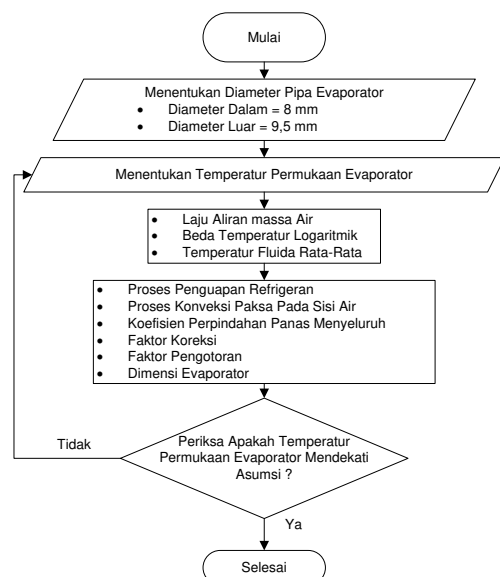 Mulai
Menentukan Diameter Pipa Evaporator
• Diameter Dalam = 8 mm
• Diameter Luar = 9,5 mm
Menentukan Temperatur Permukaan Evaporator
• Laju Aliran massa Air
• Beda Temperatur Logaritmik
• Temperatur Fluida Rata-Rata
• Proses Penguapan Refrigeran
• Proses Konveksi Paksa Pada Sisi Air
• Koefisien Perpindahan Panas Menyeluruh
• Faktor Koreksi
• Faktor Pengotoran
• Dimensi Evaporator
Tidak
Periksa Apakah Temperatur
Permukaan Evaporator Mendekati
Asumsi ?
Ya
Selesai